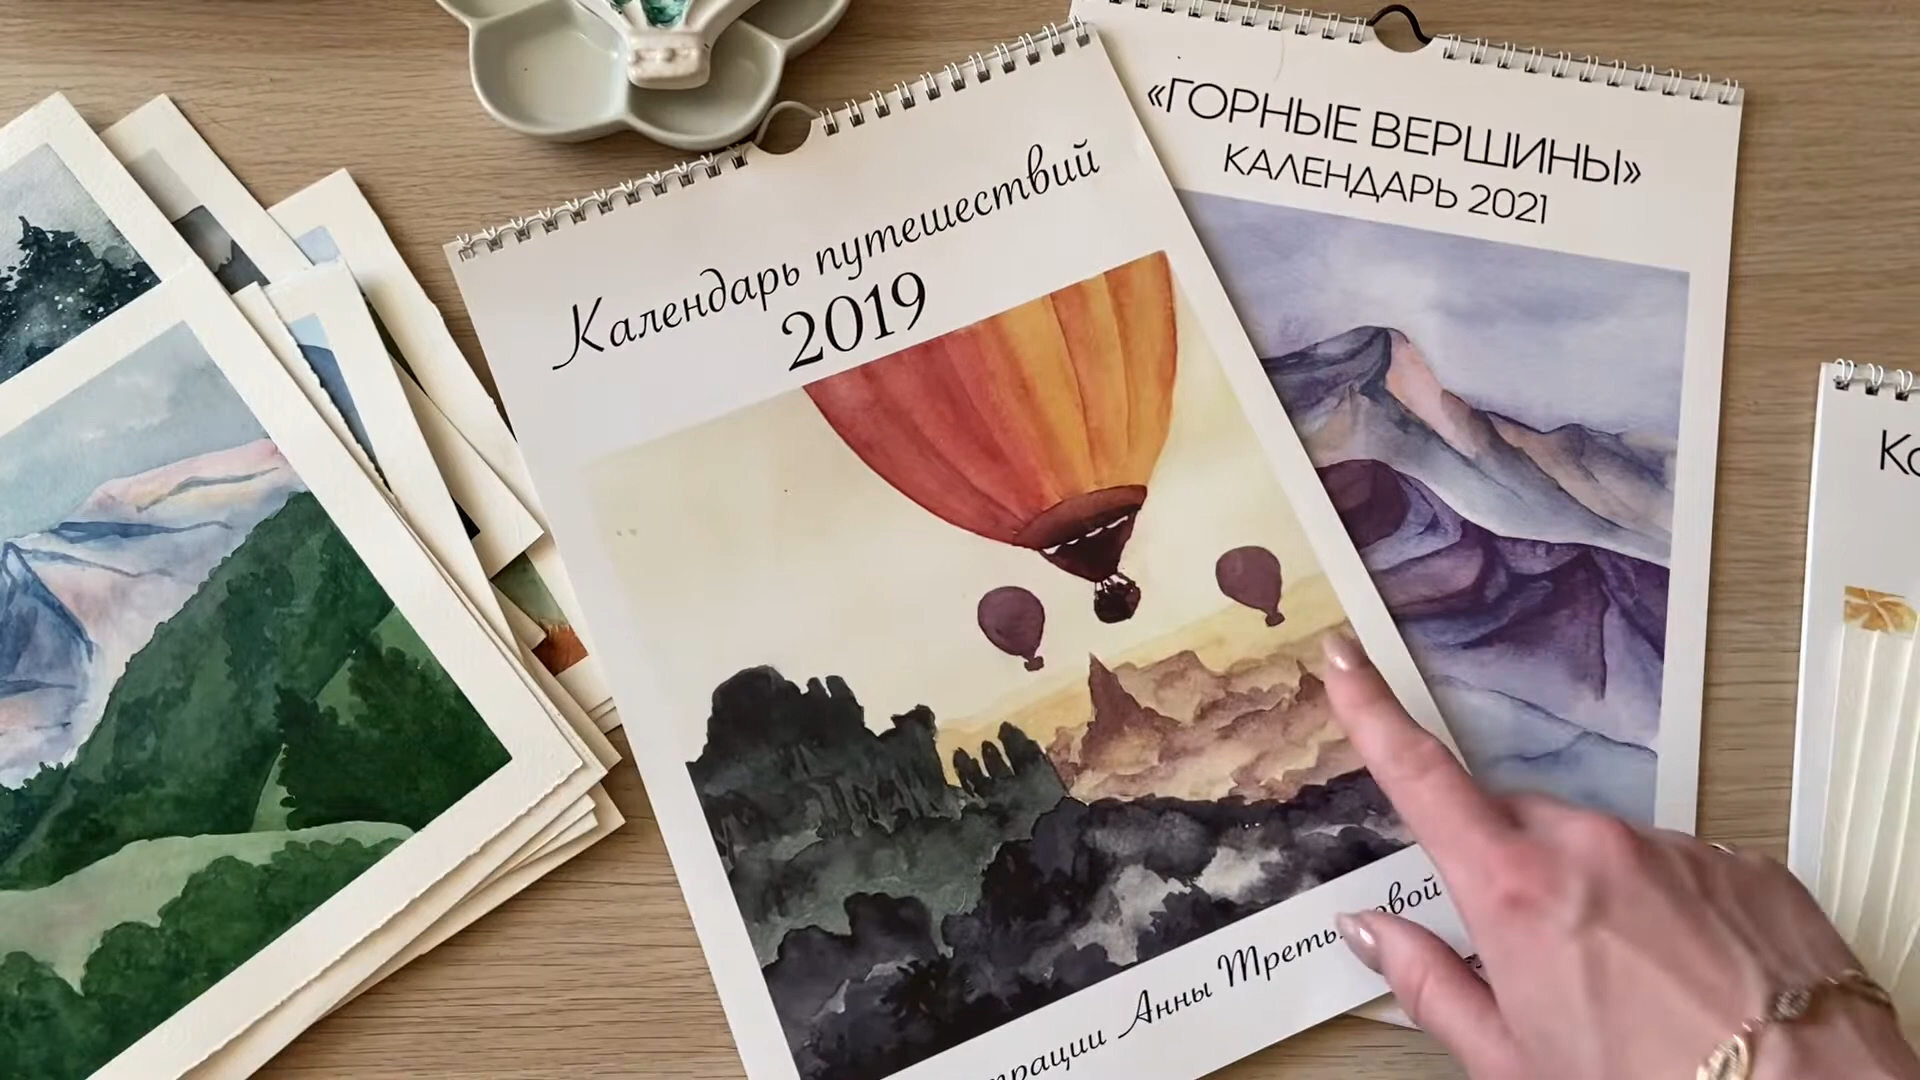 Календарь путешествий
2019
«ГОРНЫЕ ВЕРШИНЫ»
КАЛЕНДАРЬ 2021
Анны